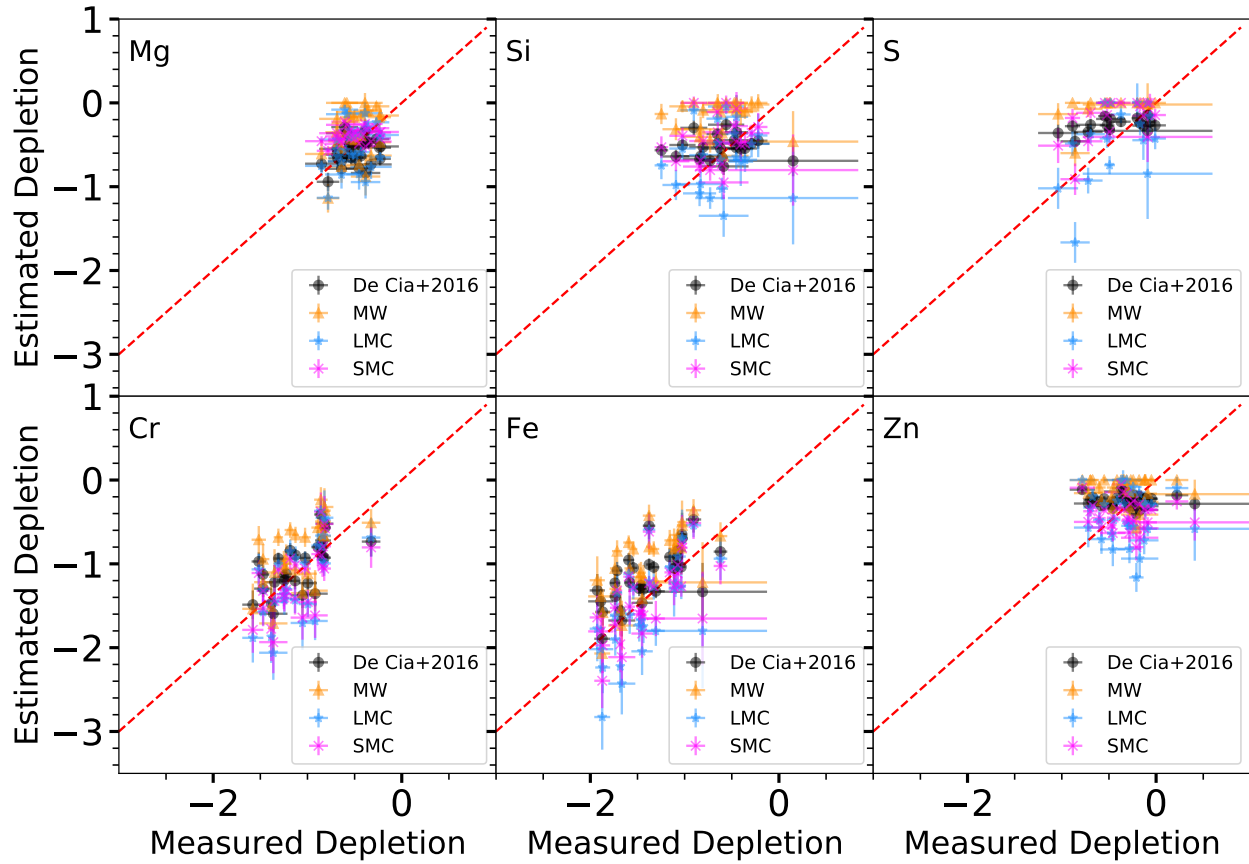 Estimated Depletion
1
0
−1
−2
−3
Mg
De Cia+2016
MW
LMC
SMC
Si
De Cia+2016
MW
LMC
SMC
S
De Cia+2016
MW
LMC
SMC
Estimated Depletion
1
0
−1
−2
−3
Cr
De Cia+2016
MW
LMC
SMC
Fe
De Cia+2016
MW
LMC
SMC
Zn
De Cia+2016
MW
LMC
SMC
−2 0
−2 0
−2 0
Measured Depletion
Measured Depletion
Measured Depletion